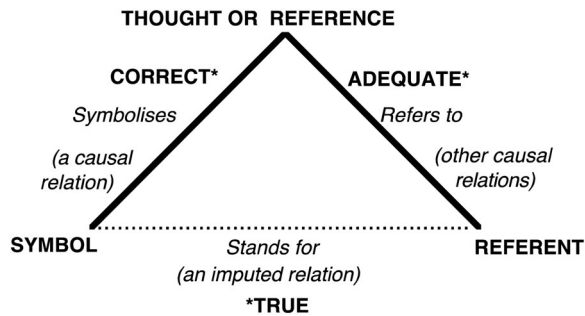 THOUGHT OR REFERENCE
CORRECT*
ADEQUATE*
Symbolises
Refers to
(a causal
relation)
(other causal
relations)
SYMBOL
REFERENT
Stands for
(an imputed relation)
*TRUE